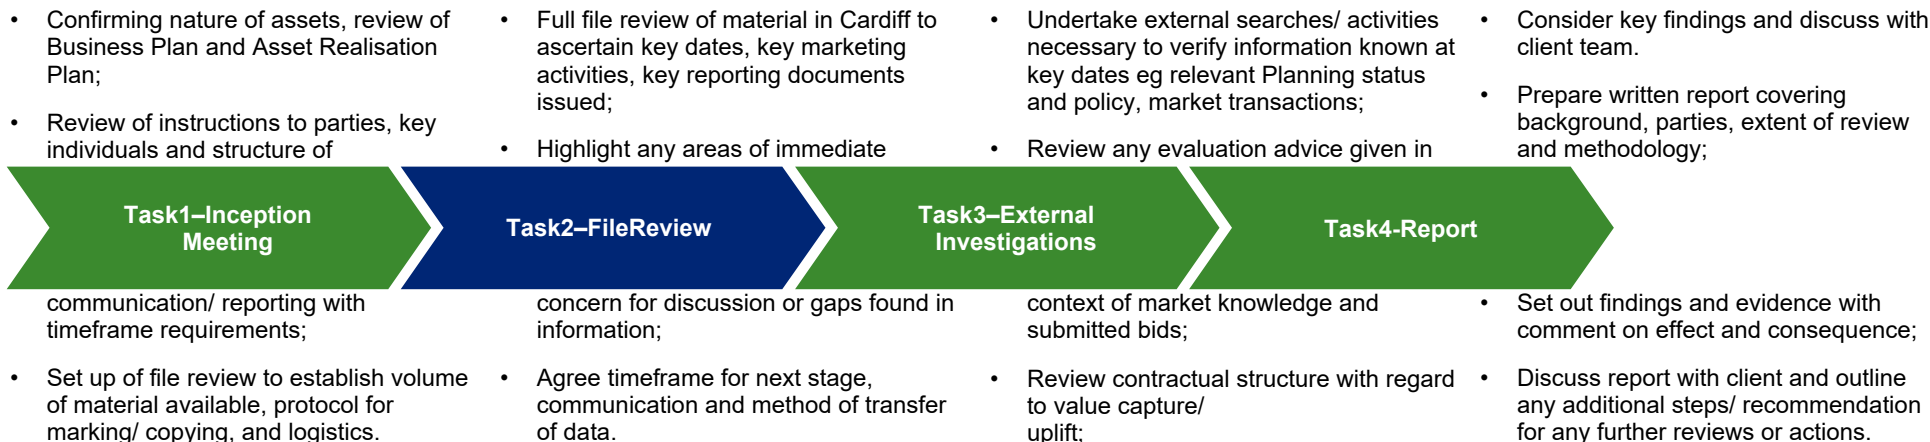 • Confirming nature of assets, review of
Business Plan and Asset Realisation
Plan;
• Review of instructions to parties, key
individuals and structure of
• Full file review of material in Cardiff to
ascertain key dates, key marketing
activities, key reporting documents
issued;
• Highlight any areas of immediate
• Undertake external searches/ activities
necessary to verify information known at
key dates eg relevant Planning status
and policy, market transactions;
• Review any evaluation advice given in
• Consider key findings and discuss with
client team.
• Prepare written report covering
background, parties, extent of review
and methodology;
Task1–Inception
Meeting
Task2–FileReview
Task3–External
Investigations
Task4-Report
communication/ reporting with
timeframe requirements;
• Set up of file review to establish volume
of material available, protocol for
marking/ copying, and logistics.
concern for discussion or gaps found in
information;
• Agree timeframe for next stage,
communication and method of transfer
of data.
context of market knowledge and
submitted bids;
• Review contractual structure with regard
to value capture/
uplift;
• Set out findings and evidence with
comment on effect and consequence;
• Discuss report with client and outline
any additional steps/ recommendation
for any further reviews or actions.